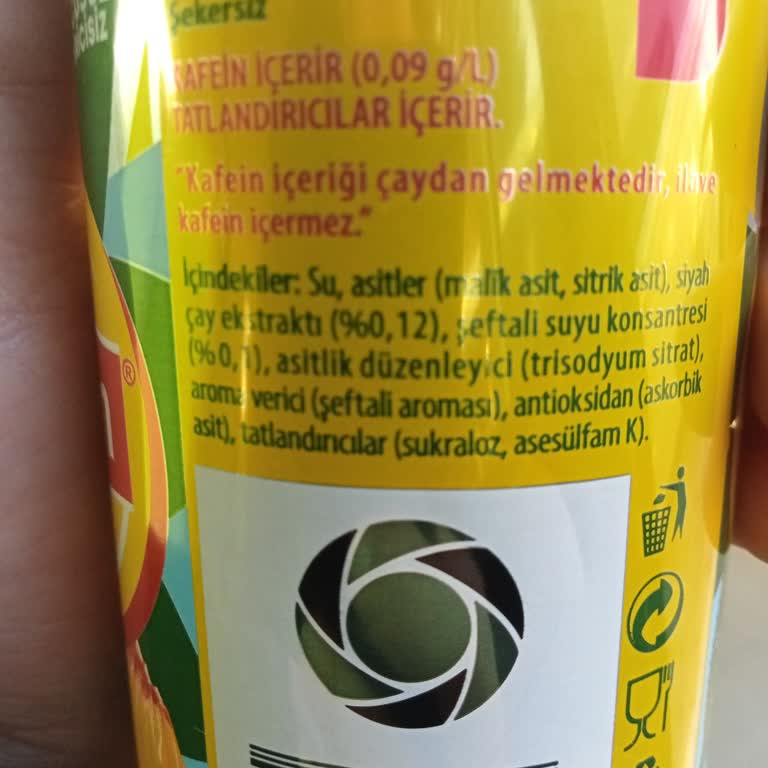 Şekersiz
KAFEİN İÇERİR (0,09 g/L)
TATLANDIRICILAR İÇERİR.
"Kafein içeriği çaydan gelmektedir, ilave
kafein içermez."
İçindekiler: Su, asitler (malik asit, sitrik asit), siyah
çay ekstraktı (%0,12), şeftali suyu konsantresi
(%0,1), asitlik düzenleyici (trisodyum sitrat),
aroma verici (şeftali aroması), antioksidan (askorbik
asit), tatlandırıcılar (sukraloz, asesülfam K).
®